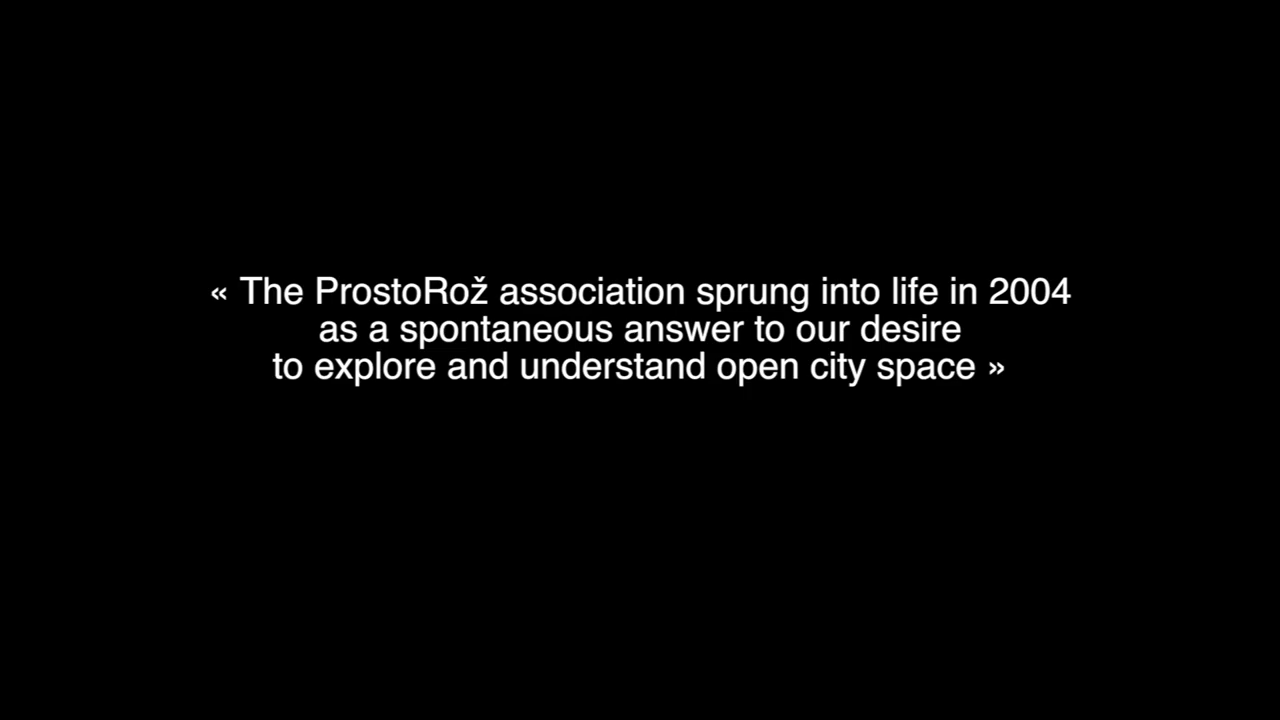 « The ProstoRož association sprung into life in 2004
as a spontaneous answer to our desire
to explore and understand open city space »